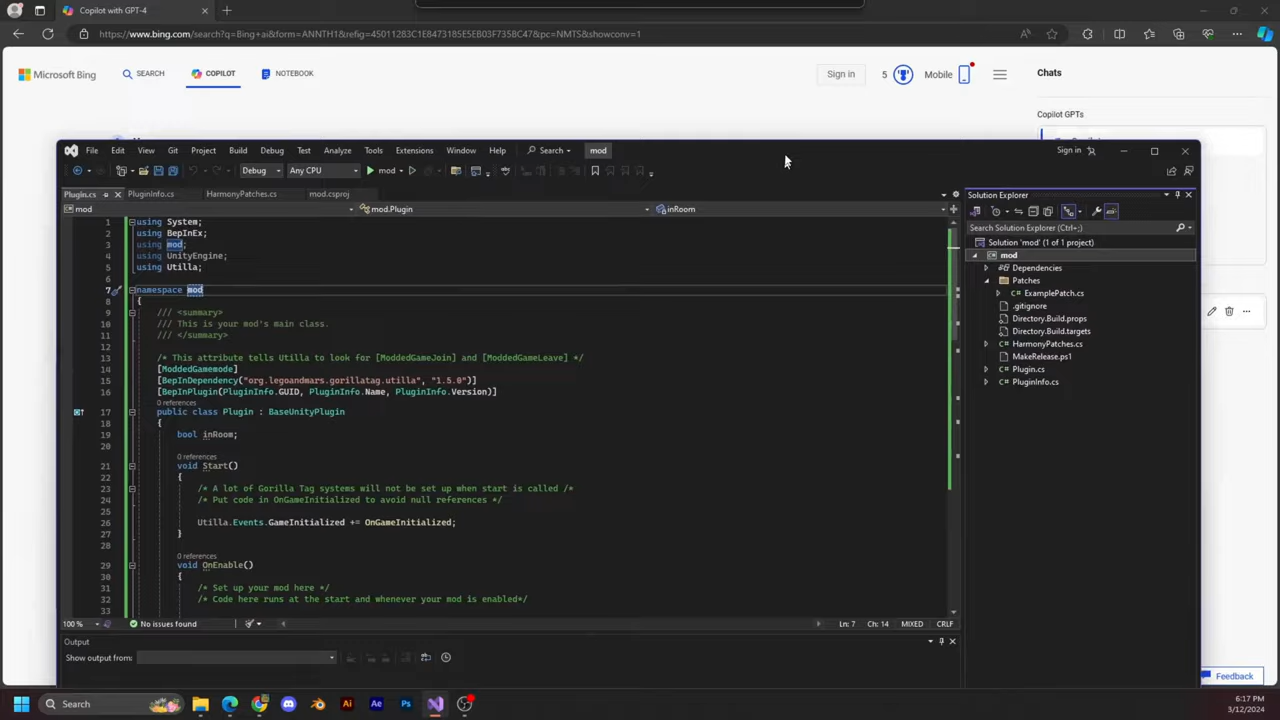 Copilot with GPT-4
https://www.bing.com/search?q=Bing+ai&form=ANNTH1&refig=45011283C1E8473185E5EB03F735BC47&pc=NMTS&showconv=1
Microsoft Bing
SEARCH
COPILOT
NOTEBOOK
Sign in
5
Mobile
Chats
Copilot GPTs
File Edit View Git Project Build Debug Test Analyze Tools Extensions Window Help Search mod
Sign in
Debug Any CPU mod
Plugin.cs PluginInfo.cs HarmonyPatches.cs mod.csproj
mod mod.Plugin inRoom
1 using System;
2 using BepInEx;
3 using mod;
4 using UnityEngine;
5 using Utilla;
6
7 namespace mod
8 {
9 /// <summary>
10 /// This is your mod's main class.
11 /// </summary>
12
13 /* This attribute tells Utilla to look for [ModdedGameJoin] and [ModdedGameLeave] */
14 [ModdedGamemode]
15 [BepInDependency("org.legoandmars.gorillatag.utilla", "1.5.0")]
16 [BepInPlugin(PluginInfo.GUID, PluginInfo.Name, PluginInfo.Version)]
0 references
17 public class Plugin : BaseUnityPlugin
18 {
19 bool inRoom;
20
0 references
21 void Start()
22 {
23 /* A lot of Gorilla Tag systems will not be set up when start is called /*
24 /* Put code in OnGameInitialized to avoid null references */
25
26 Utilla.Events.GameInitialized += OnGameInitialized;
27 }
28
0 references
29 void OnEnable()
30 {
31 /* Set up your mod here */
32 /* Code here runs at the start and whenever your mod is enabled*/
33
100 % No issues found Ln: 7 Ch: 14 MIXED CRLF
Output
Show output from:
Solution Explorer
Search Solution Explorer (Ctrl+;)
Solution 'mod' (1 of 1 project)
mod
Dependencies
Patches
ExamplePatch.cs
.gitignore
Directory.Build.props
Directory.Build.targets
HarmonyPatches.cs
MakeRelease.ps1
Plugin.cs
PluginInfo.cs
Feedback
Search
6:17 PM
3/12/2024